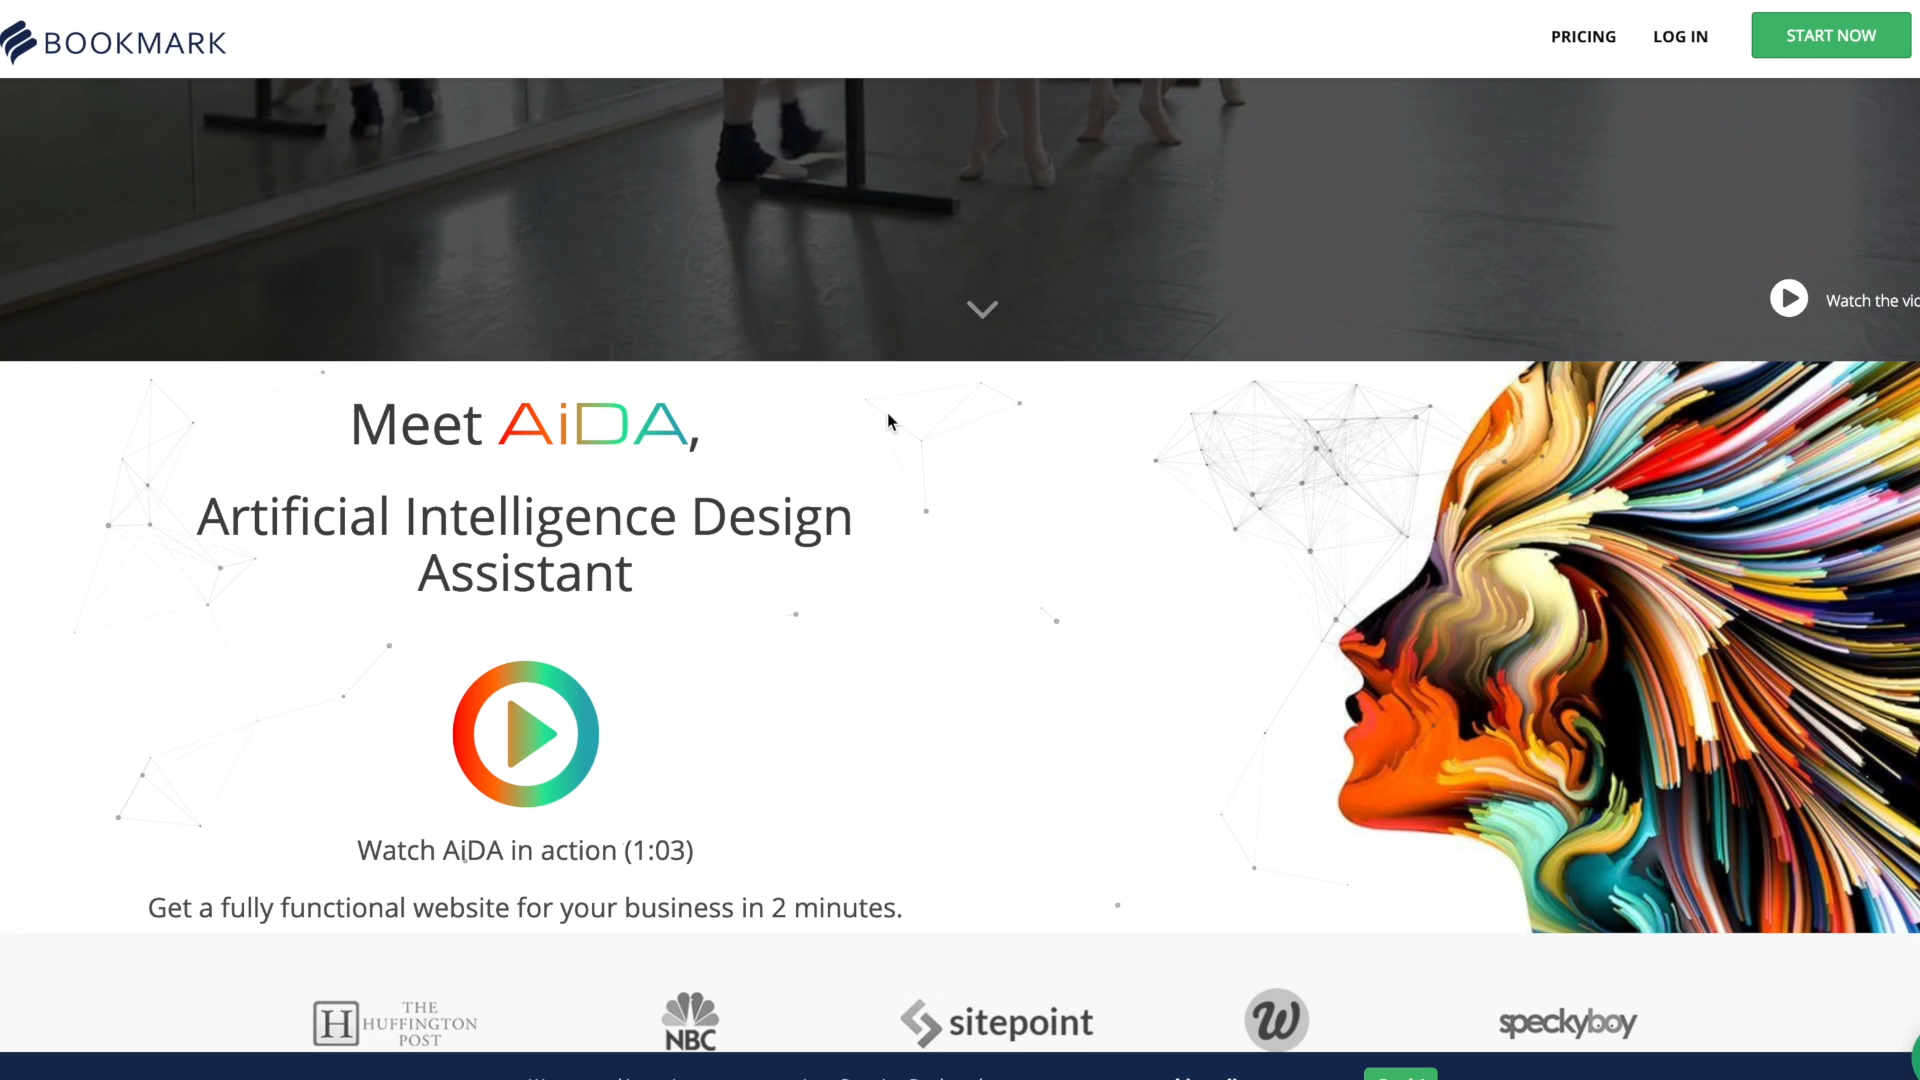 BOOKMARK
PRICING
LOG IN
START NOW
Watch the vid
Meet AiDA,
Artificial Intelligence Design
Assistant
Watch AiDA in action (1:03)
Get a fully functional website for your business in 2 minutes.
H THE
HUFFINGTON
POST
NBC
sitepoint
W
speckyboy